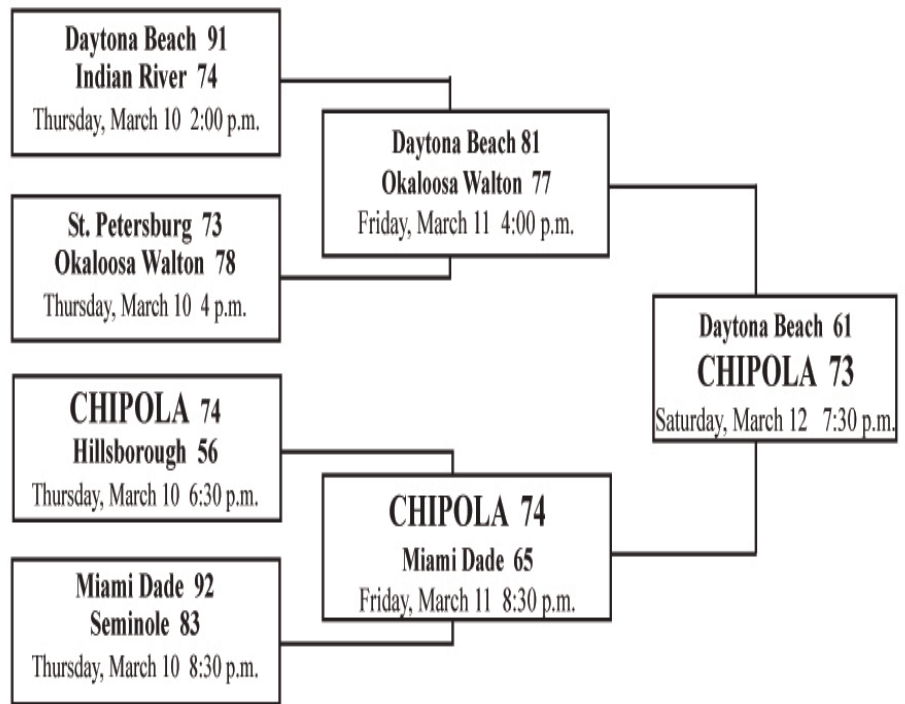 Daytona Beach 91
Indian River 74
Thursday, March 10 2:00 p.m.
St. Petersburg 73
Okaloosa Walton 78
Thursday, March 10 4 p.m.
CHIPOLA 74
Hillsborough 56
Thursday, March 10 6:30 p.m.
Miami Dade 92
Seminole 83
Thursday, March 10 8:30 p.m.
Daytona Beach 81
Okaloosa Walton 77
Friday, March 11 4:00 p.m.
CHIPOLA 74
Miami Dade 65
Friday, March 11 8:30 p.m.
Daytona Beach 61
CHIPOLA 73
Saturday, March 12 7:30 p.m.